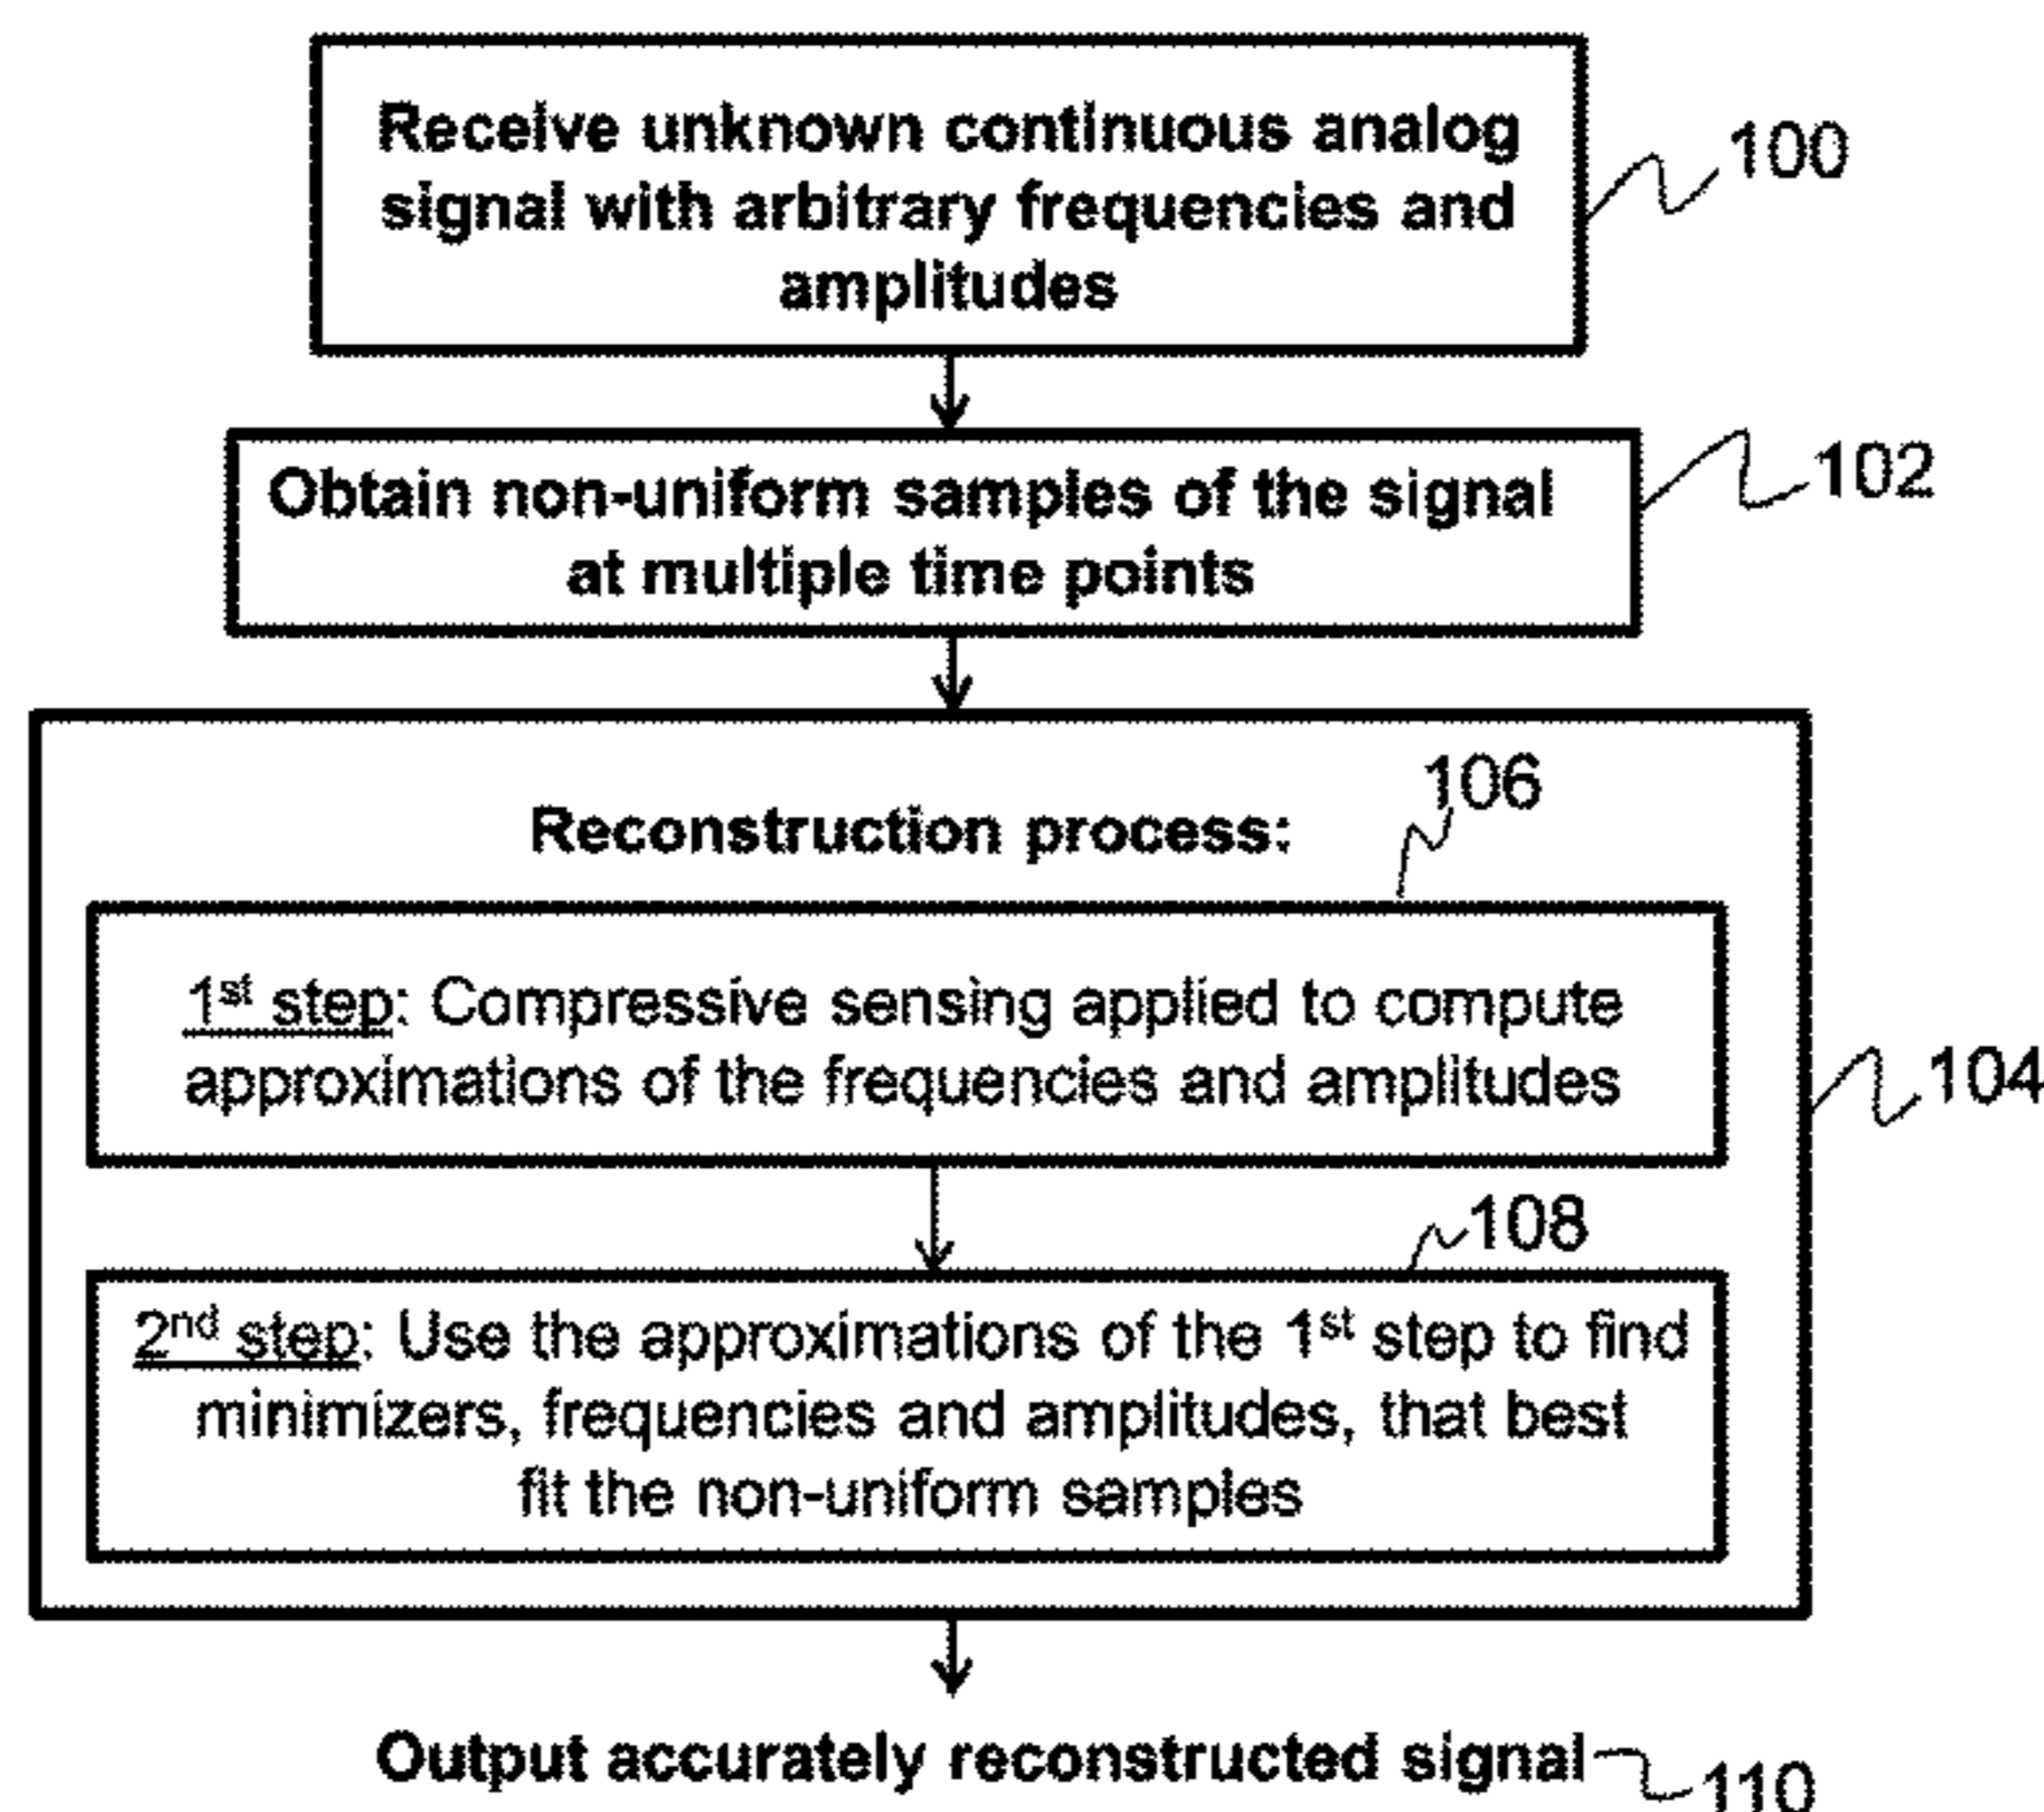 Receive unknown continuous analog
signal with arbitrary frequencies and
amplitudes
100
Obtain non-uniform samples of the signal
at multiple time points
102
Reconstruction process:
106
1st step: Compressive sensing applied to compute
approximations of the frequencies and amplitudes
104
108
2nd step: Use the approximations of the 1st step to find
minimizers, frequencies and amplitudes, that best
fit the non-uniform samples
Output accurately reconstructed signal
110